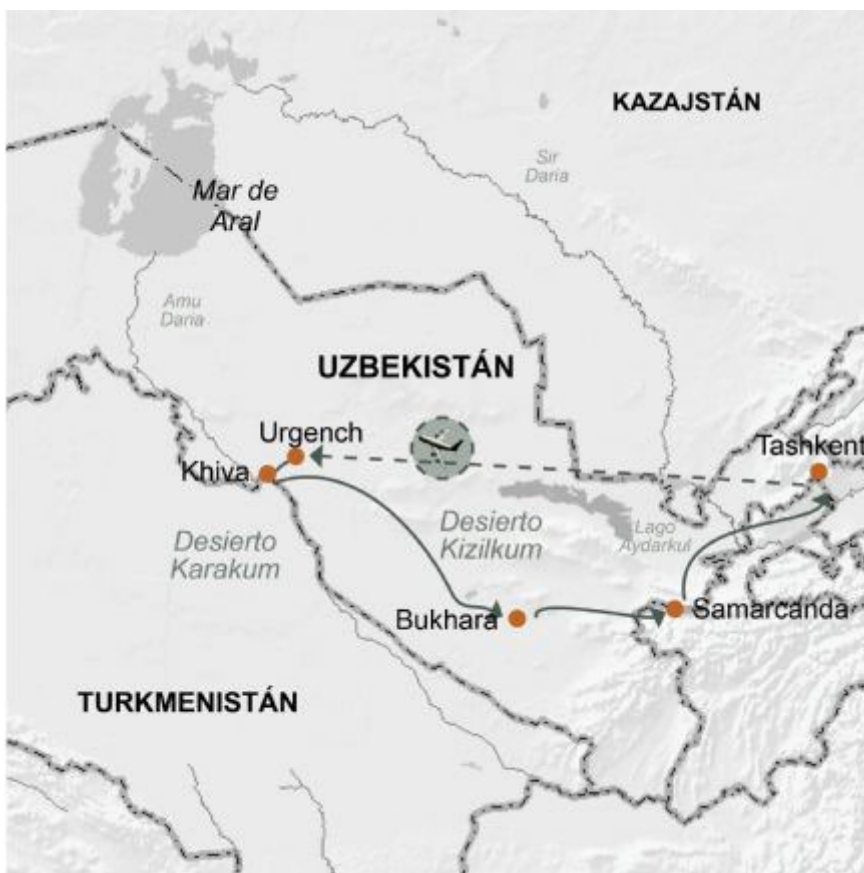 KAZAJSTÁN
Sir
Daria
Mar de
Aral
Amu
Daria
UZBEKISTÁN
Urgench
Tashkent
Khiva
Desierto
Karakum
Desierto
Kizilkum
Lago
Aydarkul
Bukhara
Samarcanda
TURKMENISTÁN